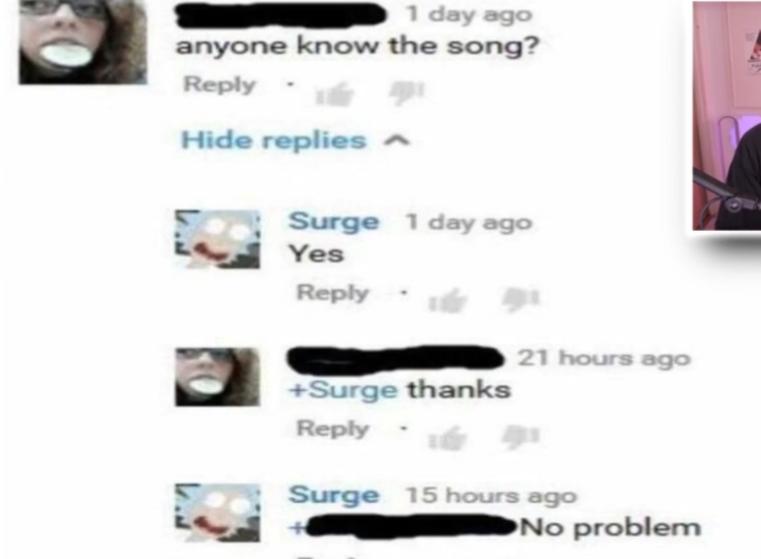 1 day ago
anyone know the song?
Reply ·
Hide replies
Surge 1 day ago
Yes
Reply ·
21 hours ago
+Surge thanks
Reply ·
Surge 15 hours ago
+ No problem